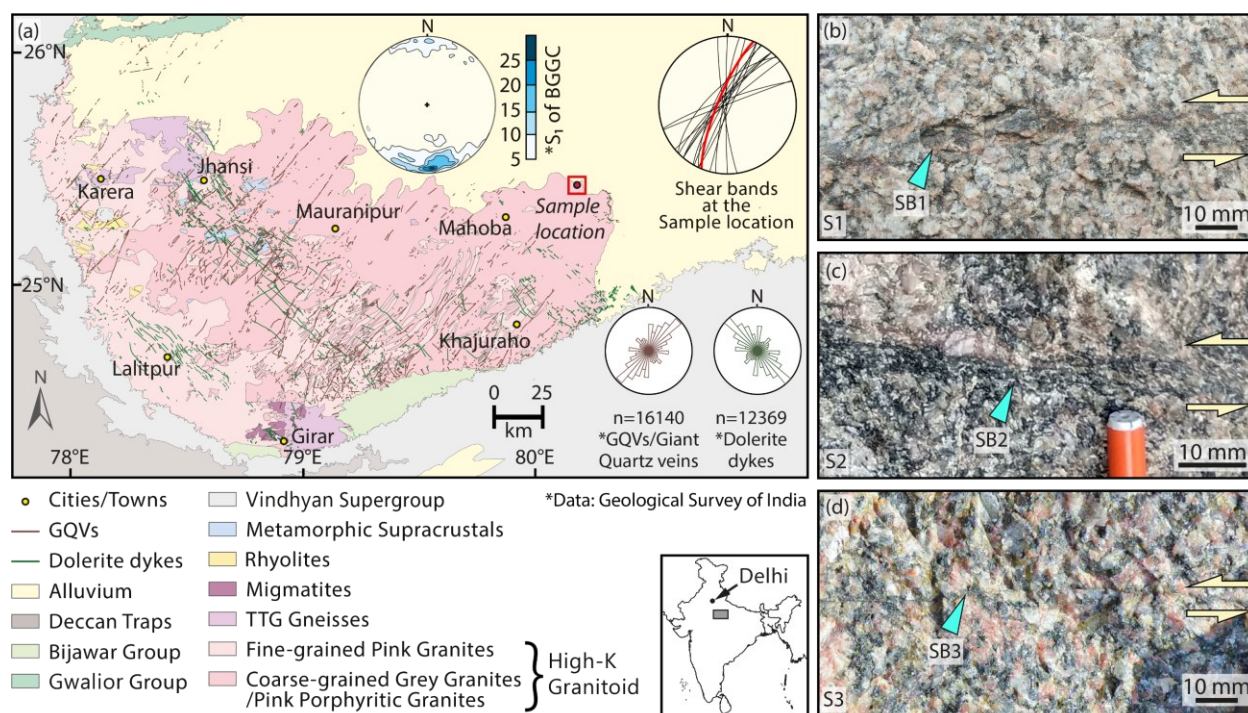 (a)
26°N
25°N
78°E
79°E
80°E
N
25
20
15
10
5
*S₁ of BGGC
N
Shear bands
at the
Sample location
Karera
Jhansi
Mauranipur
Mahoba
Sample
location
Khajuraho
Lalitpur
Girar
N
0 25
km
N
n=16140
*GQVs/Giant
Quartz veins
N
n=12369
*Dolerite
dykes
Cities/Towns
GQVs
Dolerite dykes
Alluvium
Deccan Traps
Bijawar Group
Gwalior Group
Vindhyan Supergroup
Metamorphic Supracrustals
Rhyolites
Migmatites
TTG Gneisses
Fine-grained Pink Granites
Coarse-grained Grey Granites
/Pink Porphyritic Granites
High-K
Granitoid
*Data: Geological Survey of India
Delhi
(b)
SB1
S1
10 mm
(c)
SB2
S2
10 mm
(d)
SB3
S3
10 mm